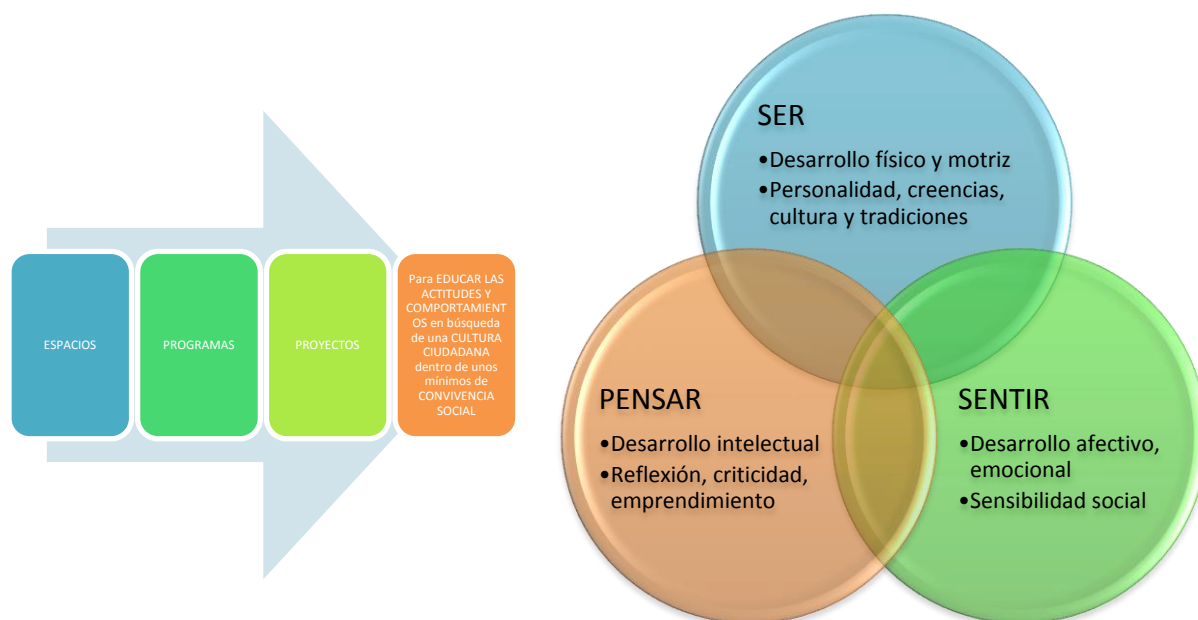 ESPACIOS
PROGRAMAS
PROYECTOS
Para EDUCAR LAS
ACTITUDES Y
COMPORTAMIENT
OS en búsqueda
de una CULTURA
CIUDADANA
dentro de unos
mínimos de
CONVIVENCIA
SOCIAL
SER
•Desarrollo físico y motriz
•Personalidad, creencias,
cultura y tradiciones
PENSAR
•Desarrollo intelectual
•Reflexión, criticidad,
emprendimiento
SENTIR
•Desarrollo afectivo,
emocional
•Sensibilidad social